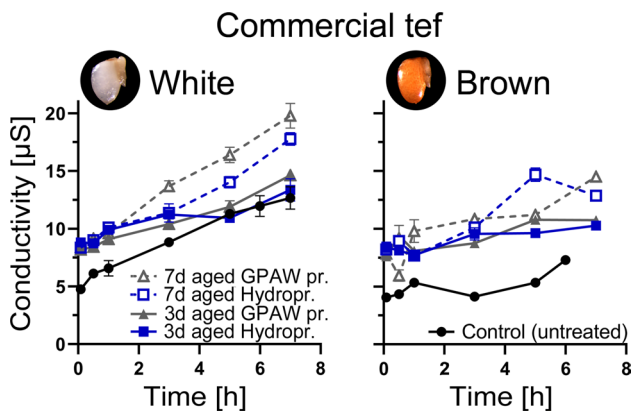 Commercial tef
White
Brown
Conductivity [µS]
20
15
10
5
0
7d aged GPAW pr.
7d aged Hydropr.
3d aged GPAW pr.
3d aged Hydropr.
Control (untreated)
0 2 4 6 8
0 2 4 6 8
Time [h]
Time [h]